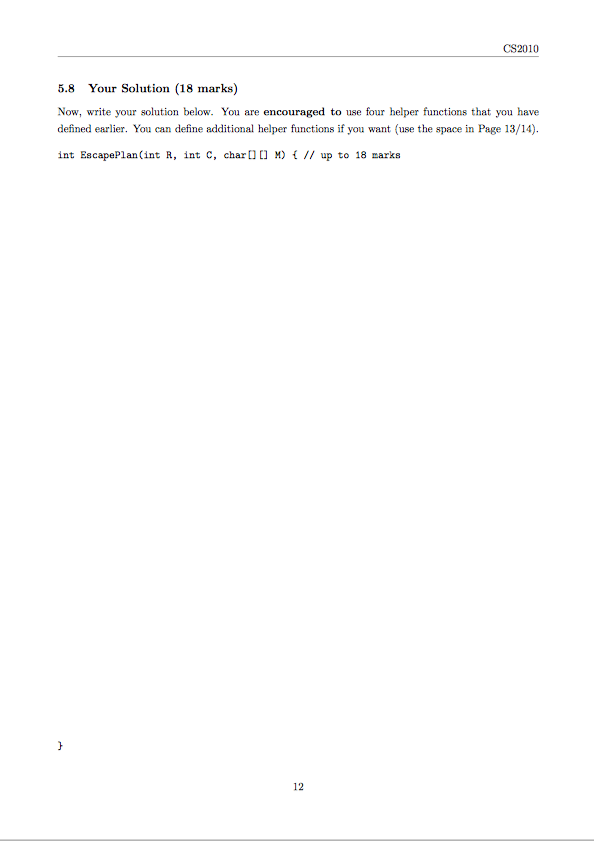 CS2010
5.8 Your Solution (18 marks)
Now, write your solution below. You are encouraged to use four helper functions that you have
defined earlier. You can define additional helper functions if you want (use the space in Page 13/14).
int EscapePlan(int R, int C, char[][] M) { // up to 18 marks
}
12